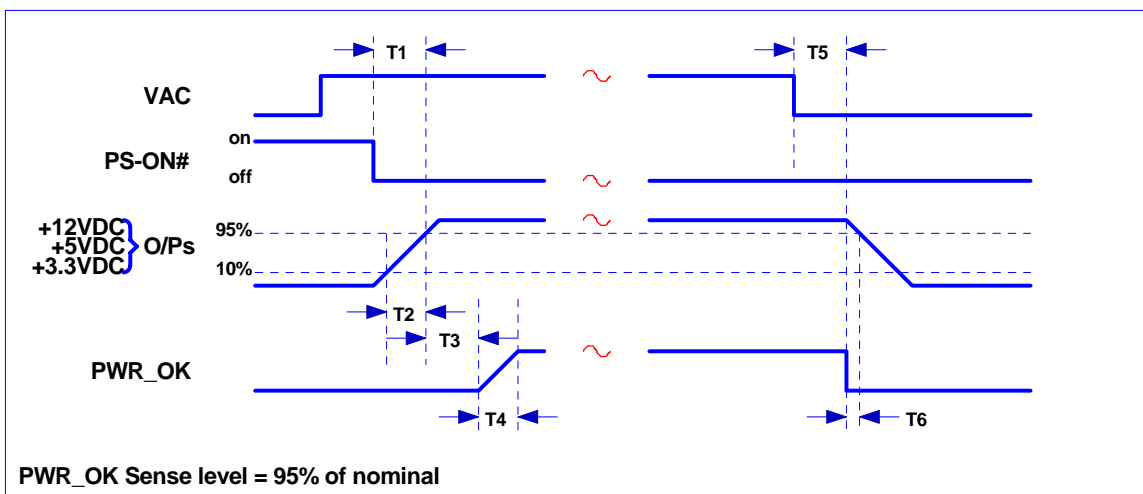 T1
T5
VAC
on
PS-ON#
off
+12VDC
+5VDC
+3.3VDC
O/Ps
95%
10%
T2
T3
PWR_OK
T4
T6
PWR_OK Sense level = 95% of nominal